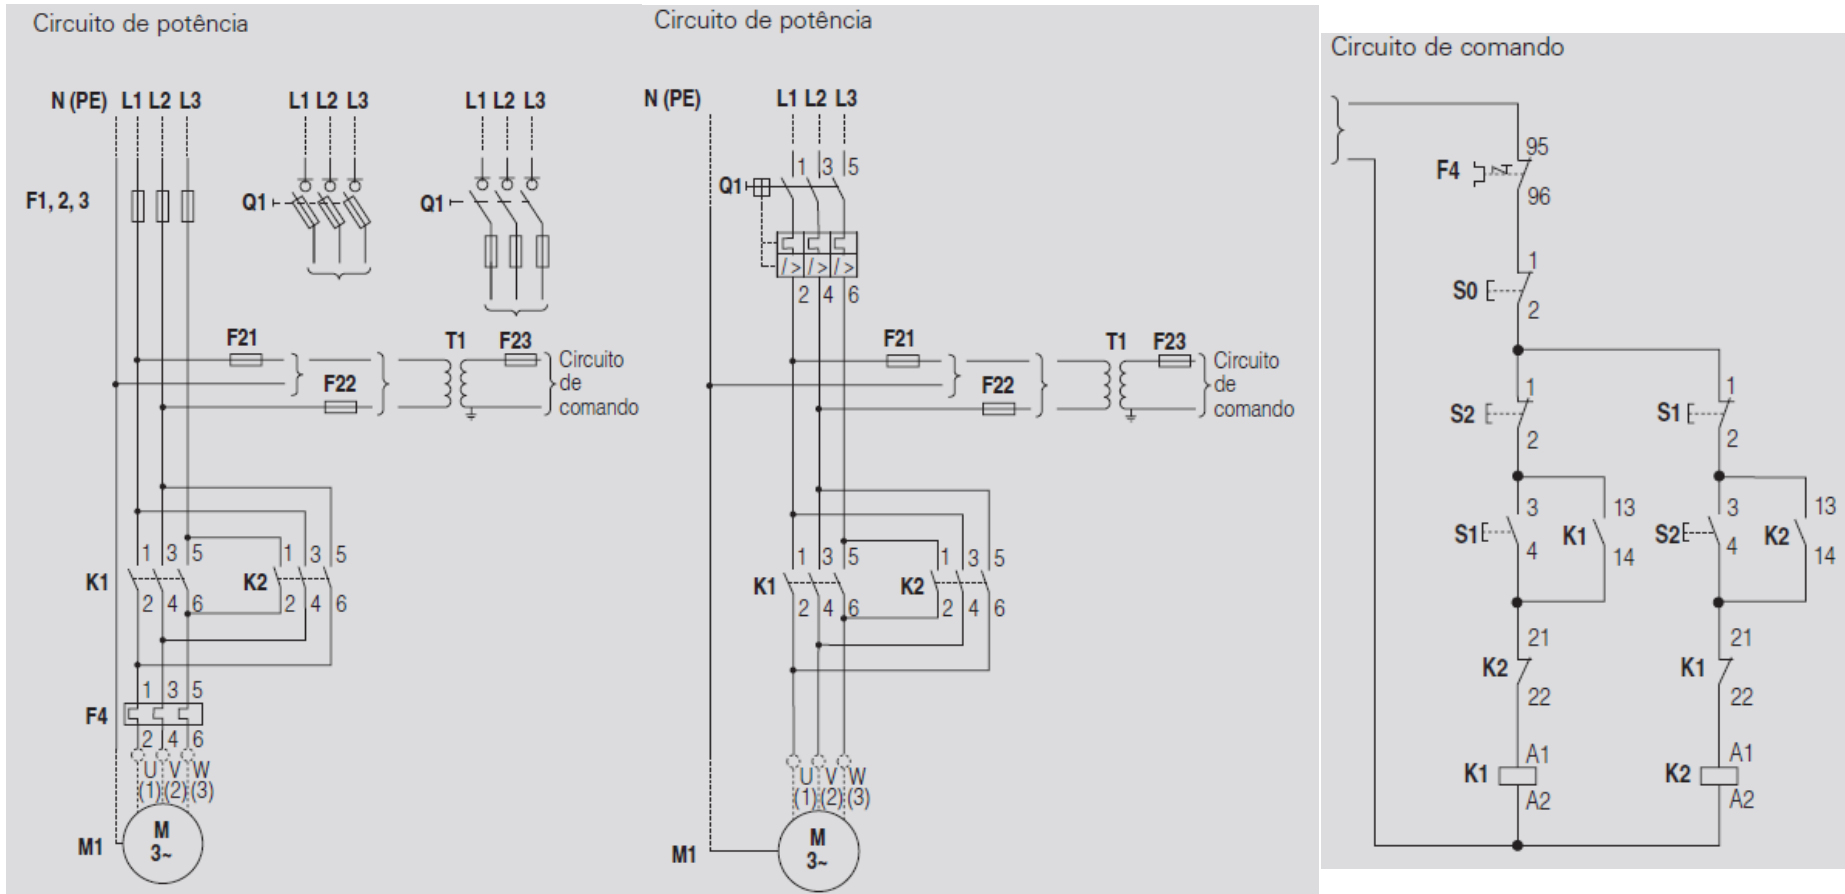 Circuito de potência
N (PE) L1 L2 L3
L1 L2 L3
L1 L2 L3
F1, 2, 3
Q1
Q1
F21
T1
F23
F22
Circuito
de
comando
1 3 5
1 3 5
K1
K2
2 4 6
2 4 6
1 3 5
F4
2 4 6
U V W
(1) (2) (3)
M
3~
M1
Circuito de potência
N (PE)
L1 L2 L3
1 3 5
Q1
/> /> />
2 4 6
F21
T1
F23
F22
Circuito
de
comando
1 3 5
1 3 5
K1
K2
2 4 6
2 4 6
U V W
(1) (2) (3)
M
3~
M1
Circuito de comando
95
F4
96
1
S0
2
1
S2
2
1
S1
2
3
S1
4
13
K1
14
3
S2
4
13
K2
14
21
K2
22
21
K1
22
A1
K1
A2
A1
K2
A2